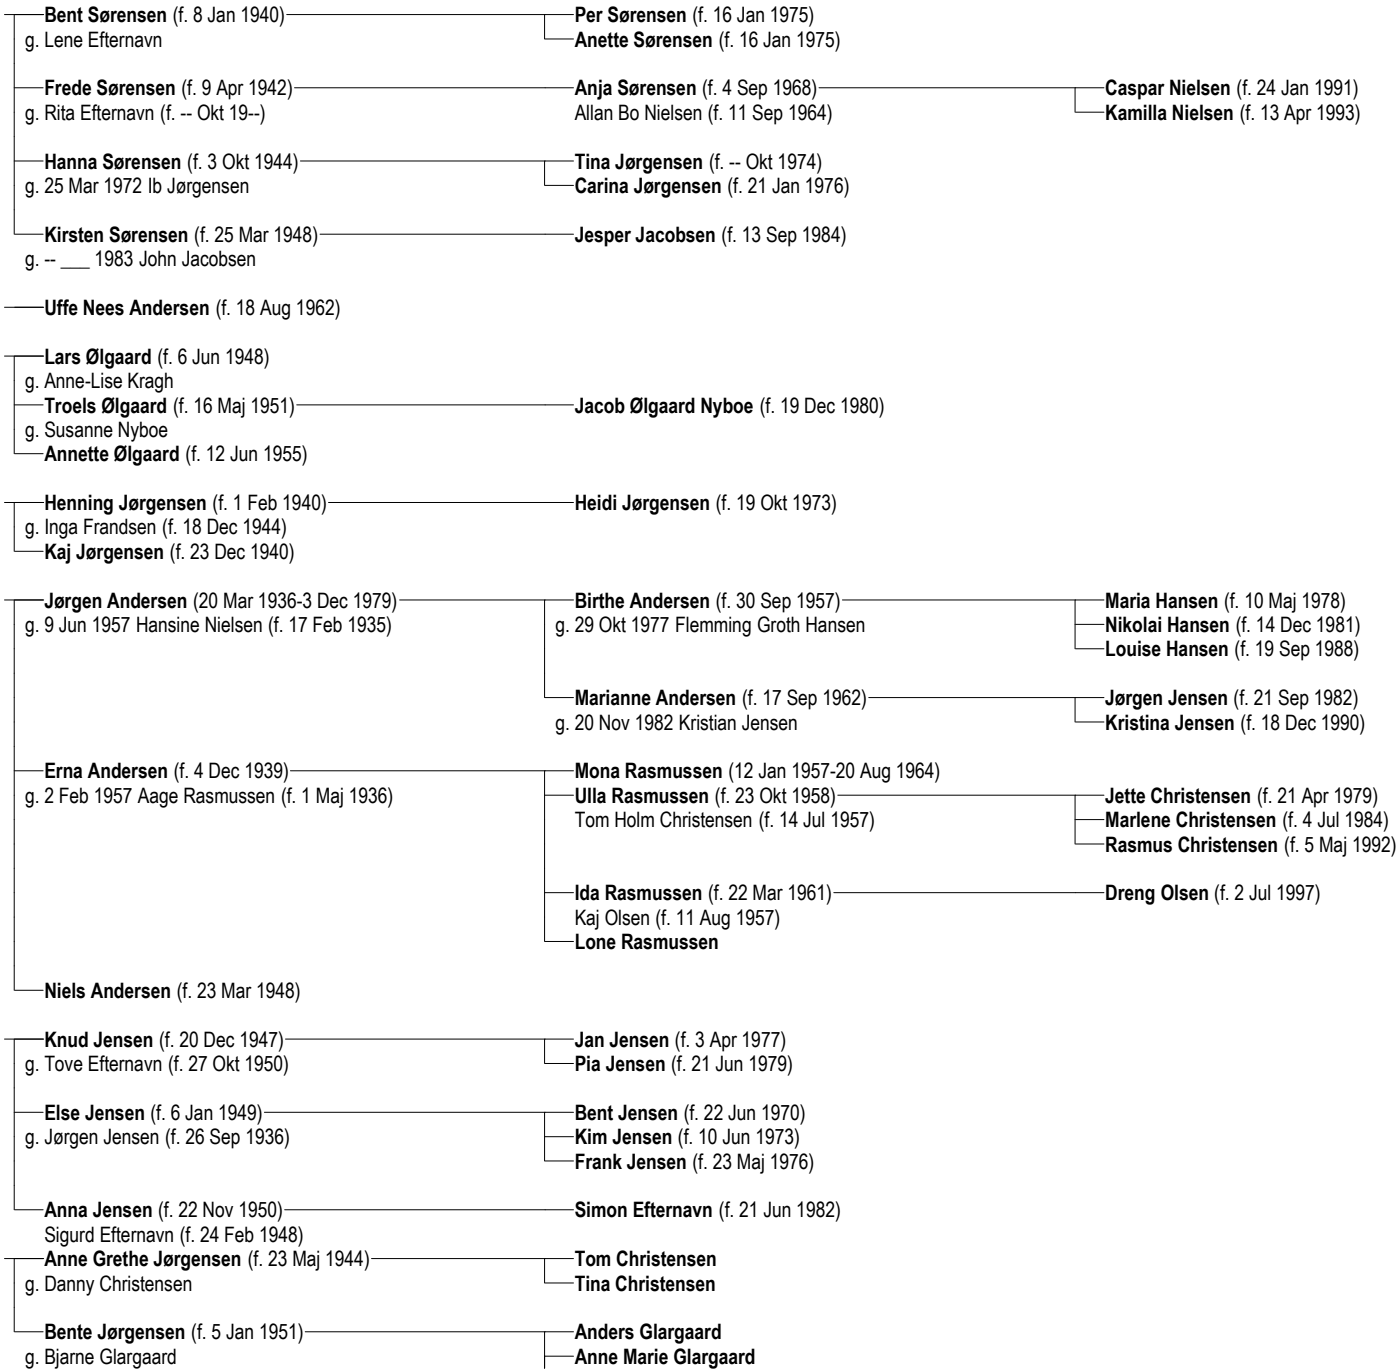 Bent Sørensen (f. 8 Jan 1940) Per Sørensen (f. 16 Jan 1975)
g. Lene Efternavn Anette Sørensen (f. 16 Jan 1975)
Frede Sørensen (f. 9 Apr 1942) Anja Sørensen (f. 4 Sep 1968) Caspar Nielsen (f. 24 Jan 1991)
g. Rita Efternavn (f. -- Okt 19--) Allan Bo Nielsen (f. 11 Sep 1964) Kamilla Nielsen (f. 13 Apr 1993)
Hanna Sørensen (f. 3 Okt 1944) Tina Jørgensen (f. -- Okt 1974)
g. 25 Mar 1972 Ib Jørgensen Carina Jørgensen (f. 21 Jan 1976)
Kirsten Sørensen (f. 25 Mar 1948) Jesper Jacobsen (f. 13 Sep 1984)
g. -- ___ 1983 John Jacobsen
Uffe Nees Andersen (f. 18 Aug 1962)
Lars Ølgaard (f. 6 Jun 1948)
g. Anne-Lise Kragh
Troels Ølgaard (f. 16 Maj 1951) Jacob Ølgaard Nyboe (f. 19 Dec 1980)
g. Susanne Nyboe
Annette Ølgaard (f. 12 Jun 1955)
Henning Jørgensen (f. 1 Feb 1940) Heidi Jørgensen (f. 19 Okt 1973)
g. Inga Frandsen (f. 18 Dec 1944)
Kaj Jørgensen (f. 23 Dec 1940)
Jørgen Andersen (20 Mar 1936-3 Dec 1979) Birthe Andersen (f. 30 Sep 1957) Maria Hansen (f. 10 Maj 1978)
g. 9 Jun 1957 Hansine Nielsen (f. 17 Feb 1935) g. 29 Okt 1977 Flemming Groth Hansen Nikolai Hansen (f. 14 Dec 1981)
Louise Hansen (f. 19 Sep 1988)
Marianne Andersen (f. 17 Sep 1962) Jørgen Jensen (f. 21 Sep 1982)
g. 20 Nov 1982 Kristian Jensen Kristina Jensen (f. 18 Dec 1990)
Erna Andersen (f. 4 Dec 1939) Mona Rasmussen (12 Jan 1957-20 Aug 1964)
g. 2 Feb 1957 Aage Rasmussen (f. 1 Maj 1936) Ulla Rasmussen (f. 23 Okt 1958) Jette Christensen (f. 21 Apr 1979)
Tom Holm Christensen (f. 14 Jul 1957) Marlene Christensen (f. 4 Jul 1984)
Rasmus Christensen (f. 5 Maj 1992)
Ida Rasmussen (f. 22 Mar 1961) Dreng Olsen (f. 2 Jul 1997)
Kaj Olsen (f. 11 Aug 1957)
Lone Rasmussen
Niels Andersen (f. 23 Mar 1948)
Knud Jensen (f. 20 Dec 1947) Jan Jensen (f. 3 Apr 1977)
g. Tove Efternavn (f. 27 Okt 1950) Pia Jensen (f. 21 Jun 1979)
Else Jensen (f. 6 Jan 1949) Bent Jensen (f. 22 Jun 1970)
g. Jørgen Jensen (f. 26 Sep 1936) Kim Jensen (f. 10 Jun 1973)
Frank Jensen (f. 23 Maj 1976)
Anna Jensen (f. 22 Nov 1950) Simon Efternavn (f. 21 Jun 1982)
Sigurd Efternavn (f. 24 Feb 1948)
Anne Grethe Jørgensen (f. 23 Maj 1944) Tom Christensen
g. Danny Christensen Tina Christensen
Bente Jørgensen (f. 5 Jan 1951) Anders Glargaard
g. Bjarne Glargaard Anne Marie Glargaard